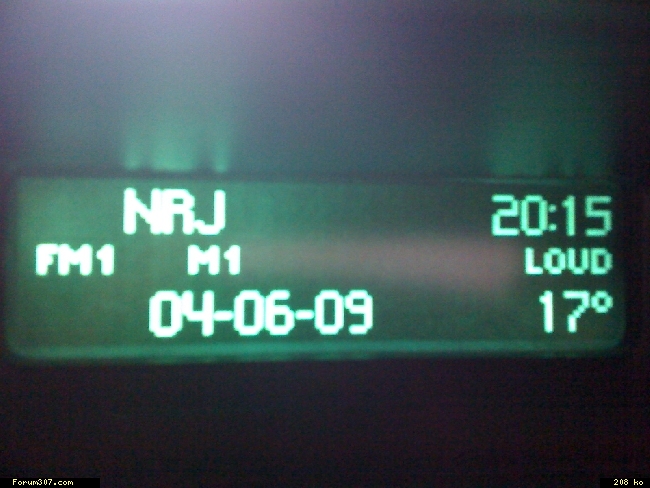 NRJ 20:15
FM1 M1 LOUD
04-06-09 17°
Forum307.com 208 ko